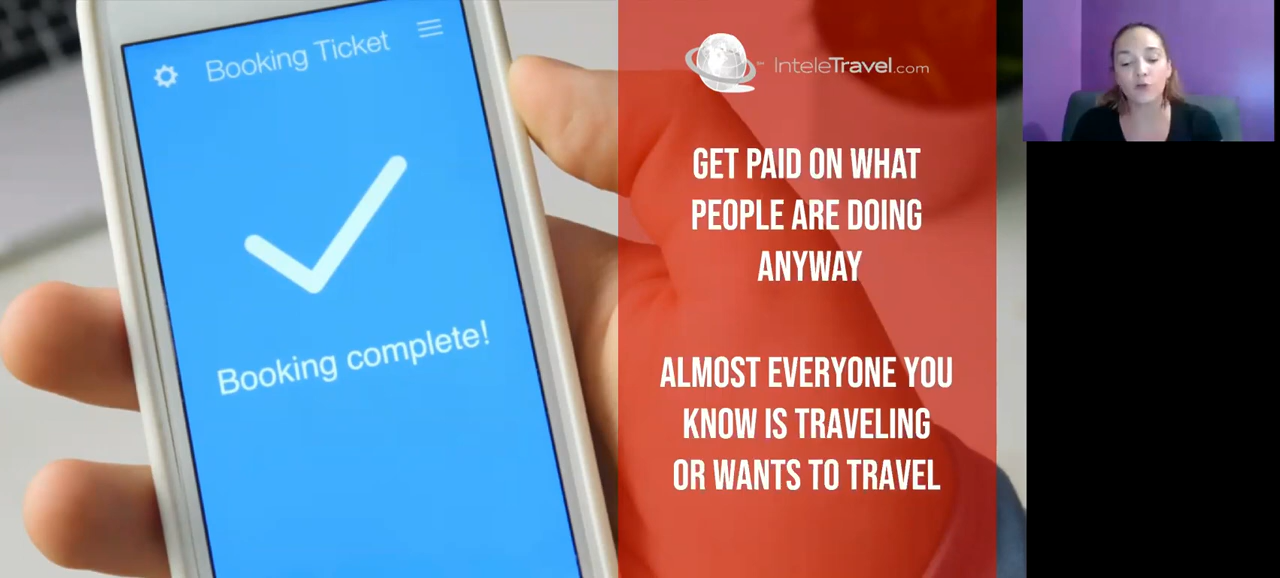 Booking Ticket
Booking complete!
InteleTravel.com
GET PAID ON WHAT
PEOPLE ARE DOING
ANYWAY
ALMOST EVERYONE YOU
KNOW IS TRAVELING
OR WANTS TO TRAVEL